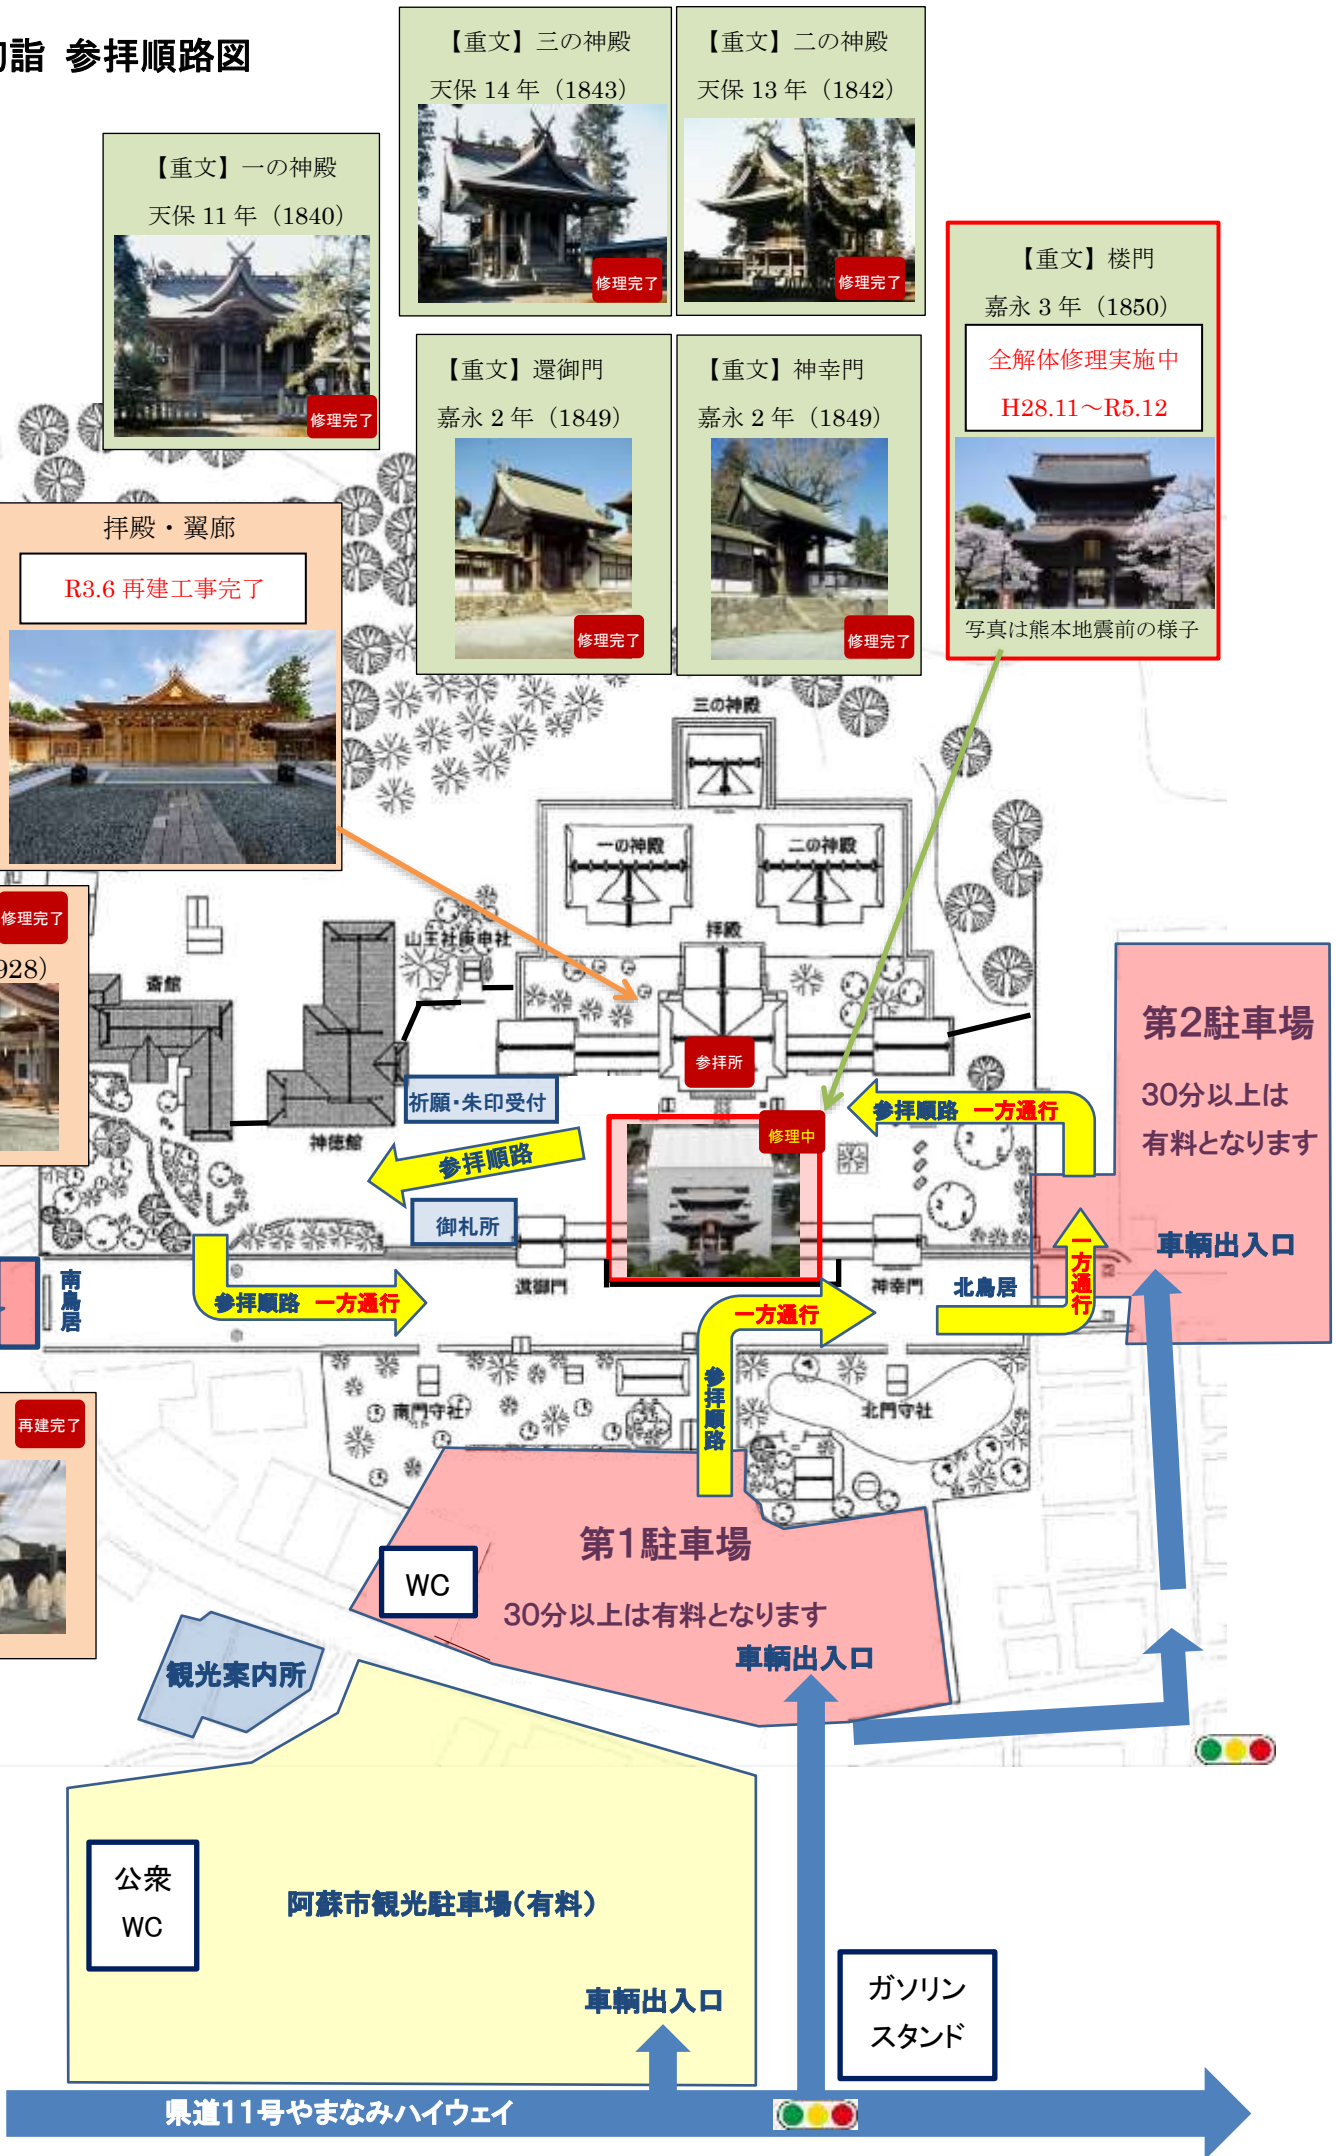 詣 参拝順路図
【重文】三の神殿
天保 14 年（1843）
修理完了
【重文】二の神殿
天保 13 年（1842）
修理完了
【重文】一の神殿
天保 11 年（1840）
修理完了
【重文】楼門
嘉永 3 年（1850）
全解体修理実施中
H28.11～R5.12
写真は熊本地震前の様子
【重文】還御門
嘉永 2 年（1849）
修理完了
【重文】神幸門
嘉永 2 年（1849）
修理完了
拝殿・翼廊
R3.6 再建工事完了
三の神殿
一の神殿
二の神殿
拝殿
修理完了
928）
山王社庚申社
斎館
神徳館
参拝所
祈願・朱印受付
参拝順路 一方通行
修理中
参拝順路
御札所
還御門
神幸門
北鳥居
南鳥居
参拝順路 一方通行
一方通行
参拝順路
一方通行
第2駐車場
30分以上は
有料となります
車輌出入口
南門守社
北門守社
再建完了
第1駐車場
WC
30分以上は有料となります
車輌出入口
観光案内所
公衆
WC
阿蘇市観光駐車場（有料）
車輌出入口
ガソリン
スタンド
県道11号やまなみハイウェイ